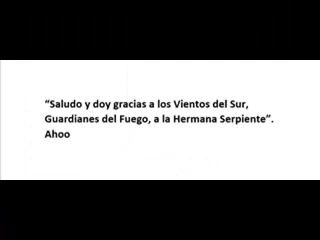 “Saludo y doy gracias a los Vientos del Sur,
Guardianes del Fuego, a la Hermana Serpiente”.
Ahoo